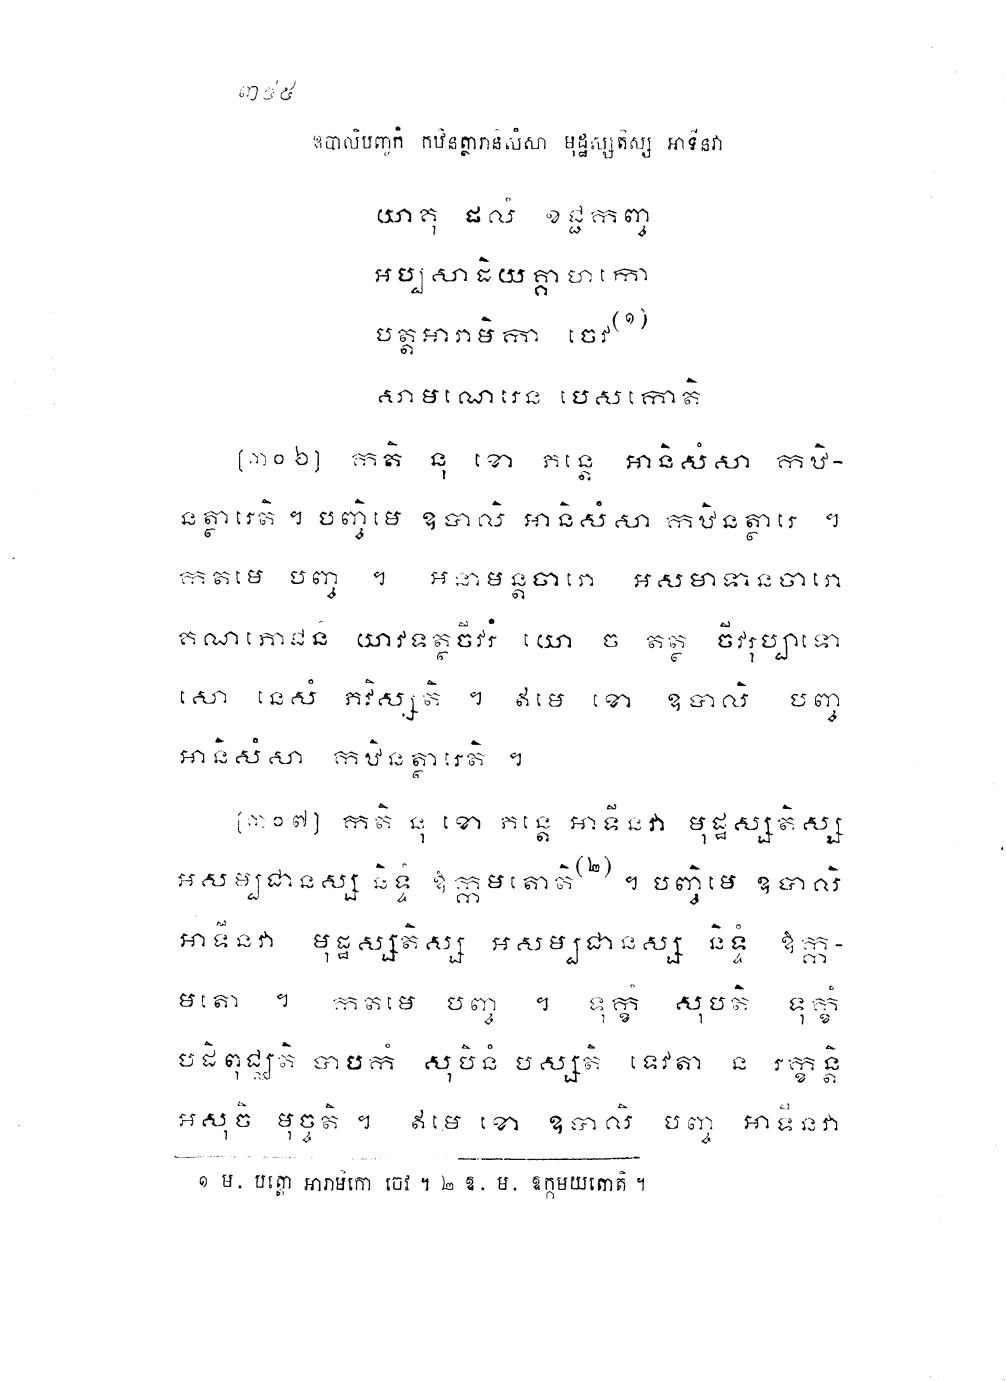 ៣៤៥
ឧបាលិបញ្ចកំ កឋិនត្ថារានិសំសា មុដ្ឋស្សតិស្ស អាទីនវា
យាគុ ផលំ ខជ្ជកញ្ច
អប្បសាទិយគ្គាហកោ
បត្តអារាមិកា ចេវ(១)
សាមណេរេន បេសកោតិ
[៣០៦] កតិ នុ ខោ ភន្តេ អានិសំសា កឋិ-
នត្ថារេតិ ។ បញ្ចិមេ ឧបាលិ អានិសំសា កឋិនត្ថារេ ។
កតមេ បញ្ច ។ អនាមន្តចារោ អសមាទានចារោ
គណភោជនំ យាវទត្ថចីវរំ យោ ច តត្ថ ចីវរុប្បាទោ
សោ នេសំ ភវិស្សតិ ។ ឥមេ ខោ ឧបាលិ បញ្ច
អានិសំសា កឋិនត្ថារេតិ ។
[៣០៧] កតិ នុ ខោ ភន្តេ អាទីនវា មុដ្ឋស្សតិស្ស
អសម្បជានស្ស និទ្ទំ ឱក្កមតោតិ(២) ។ បញ្ចិមេ ឧបាលិ
អាទីនវា មុដ្ឋស្សតិស្ស អសម្បជានស្ស និទ្ទំ ឱក្ក-
មតោ ។ កតមេ បញ្ច ។ ទុក្ខំ សុបតិ ទុក្ខំ
បដិពុជ្ឈតិ បាបកំ សុបិនំ បស្សតិ ទេវតា ន រក្ខន្តិ
អសុចិ មុច្ចតិ ។ ឥមេ ខោ ឧបាលិ បញ្ច អាទីនវា
១ ម. បត្តោ អារាមិកោ ចេវ ។ ២ ឱ. ម. ឱក្កមយតោតិ ។